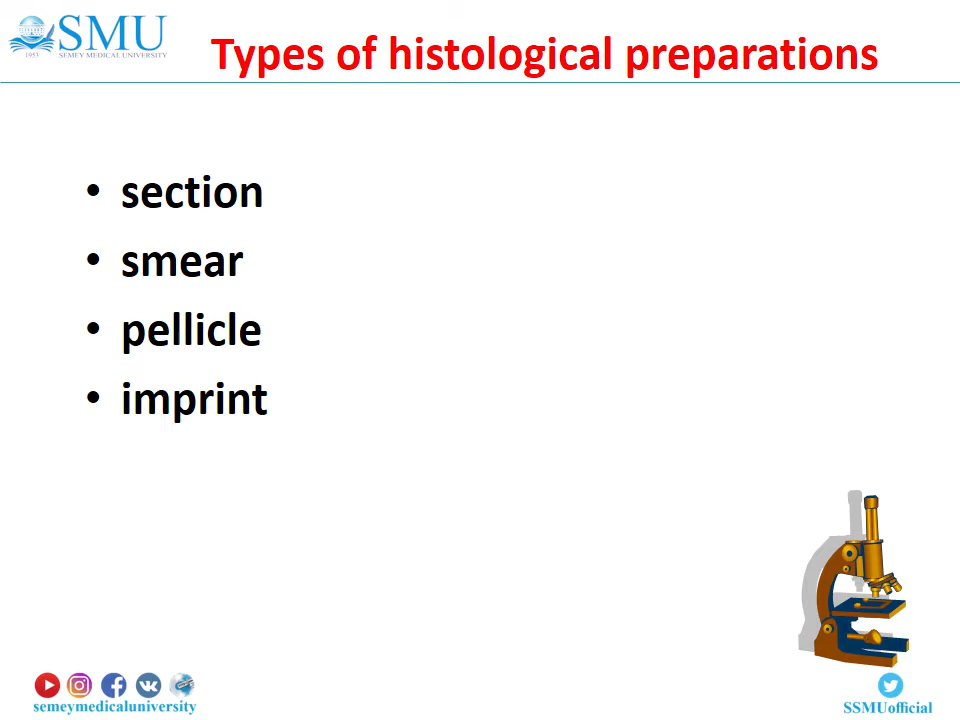 SMU
1953 SEMEY MEDICAL UNIVERSITY
Types of histological preparations
• section
• smear
• pellicle
• imprint
semeymedicaluniversity
SSMUofficial